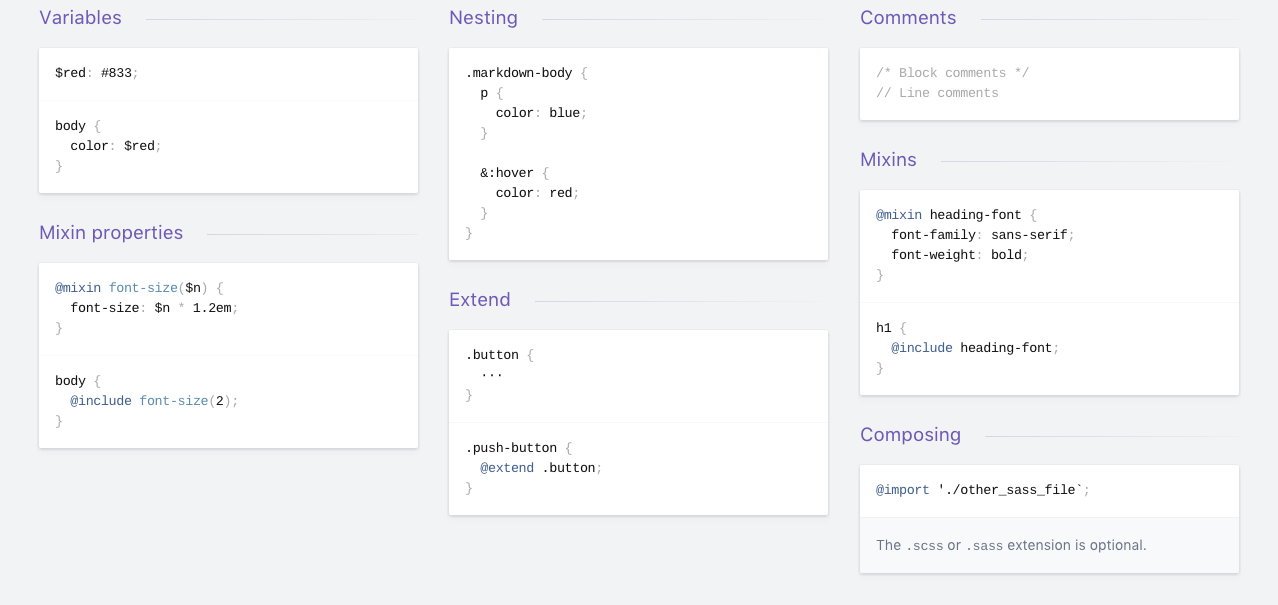 Variables
$red: #833;
body {
  color: $red;
}
Mixin properties
@mixin font-size($n) {
  font-size: $n * 1.2em;
}
body {
  @include font-size(2);
}
Nesting
.markdown-body {
  p {
    color: blue;
  }
  &:hover {
    color: red;
  }
}
Extend
.button {
  ···
}
.push-button {
  @extend .button;
}
Comments
/* Block comments */
// Line comments
Mixins
@mixin heading-font {
  font-family: sans-serif;
  font-weight: bold;
}
h1 {
  @include heading-font;
}
Composing
@import './other_sass_file`;
The .scss or .sass extension is optional.